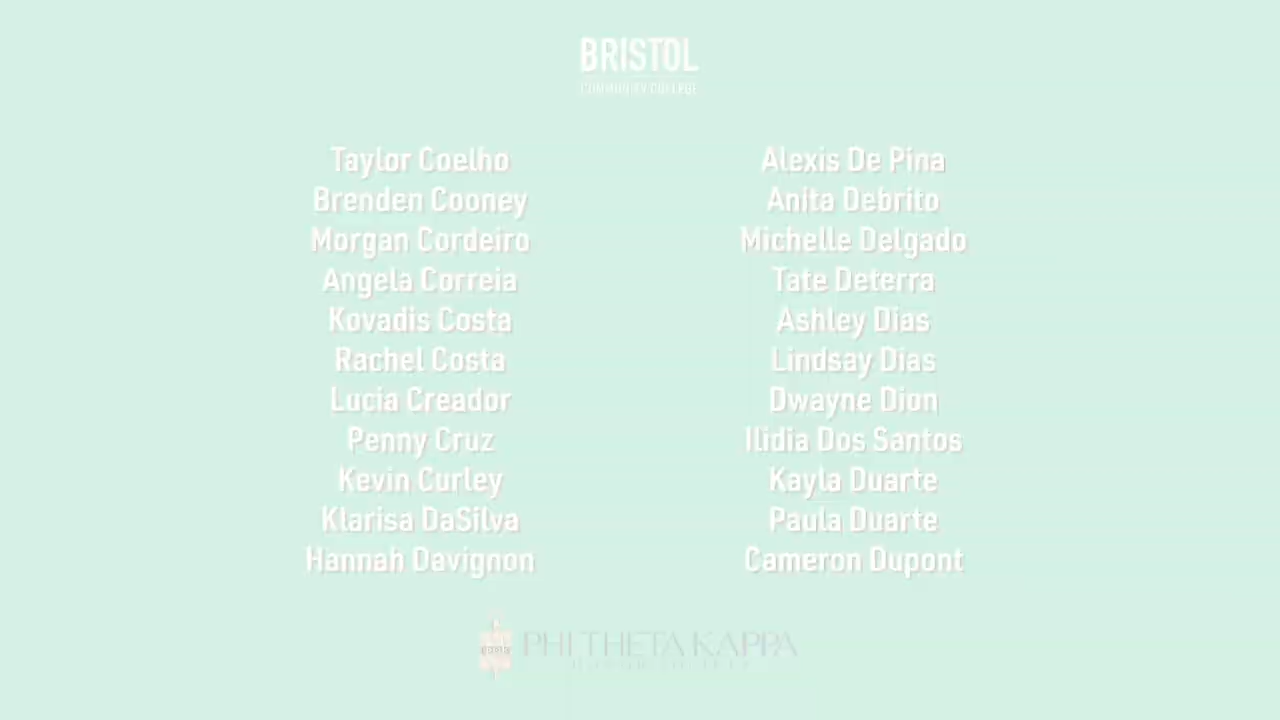 BRISTOL
COMMUNITY COLLEGE
Taylor Coelho
Brenden Cooney
Morgan Cordeiro
Angela Correia
Kovadis Costa
Rachel Costa
Lucia Creador
Penny Cruz
Kevin Curley
Klarisa DaSilva
Hannah Davignon
Alexis De Pina
Anita Debrito
Michelle Delgado
Tate Deterra
Ashley Dias
Lindsay Dias
Dwayne Dion
Ilidia Dos Santos
Kayla Duarte
Paula Duarte
Cameron Dupont
PHI THETA KAPPA